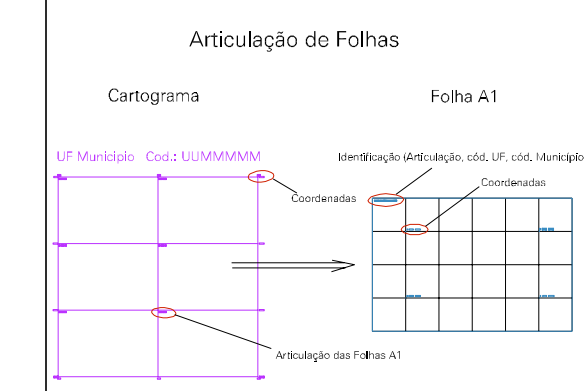 Articulação de Folhas
Cartograma
Folha A1
UF Municipio Cod.: UUMMMMM
Identificação (Articulação, cód. UF, cód. Município
Coordenadas
Coordenadas
Articulação das Folhas A1